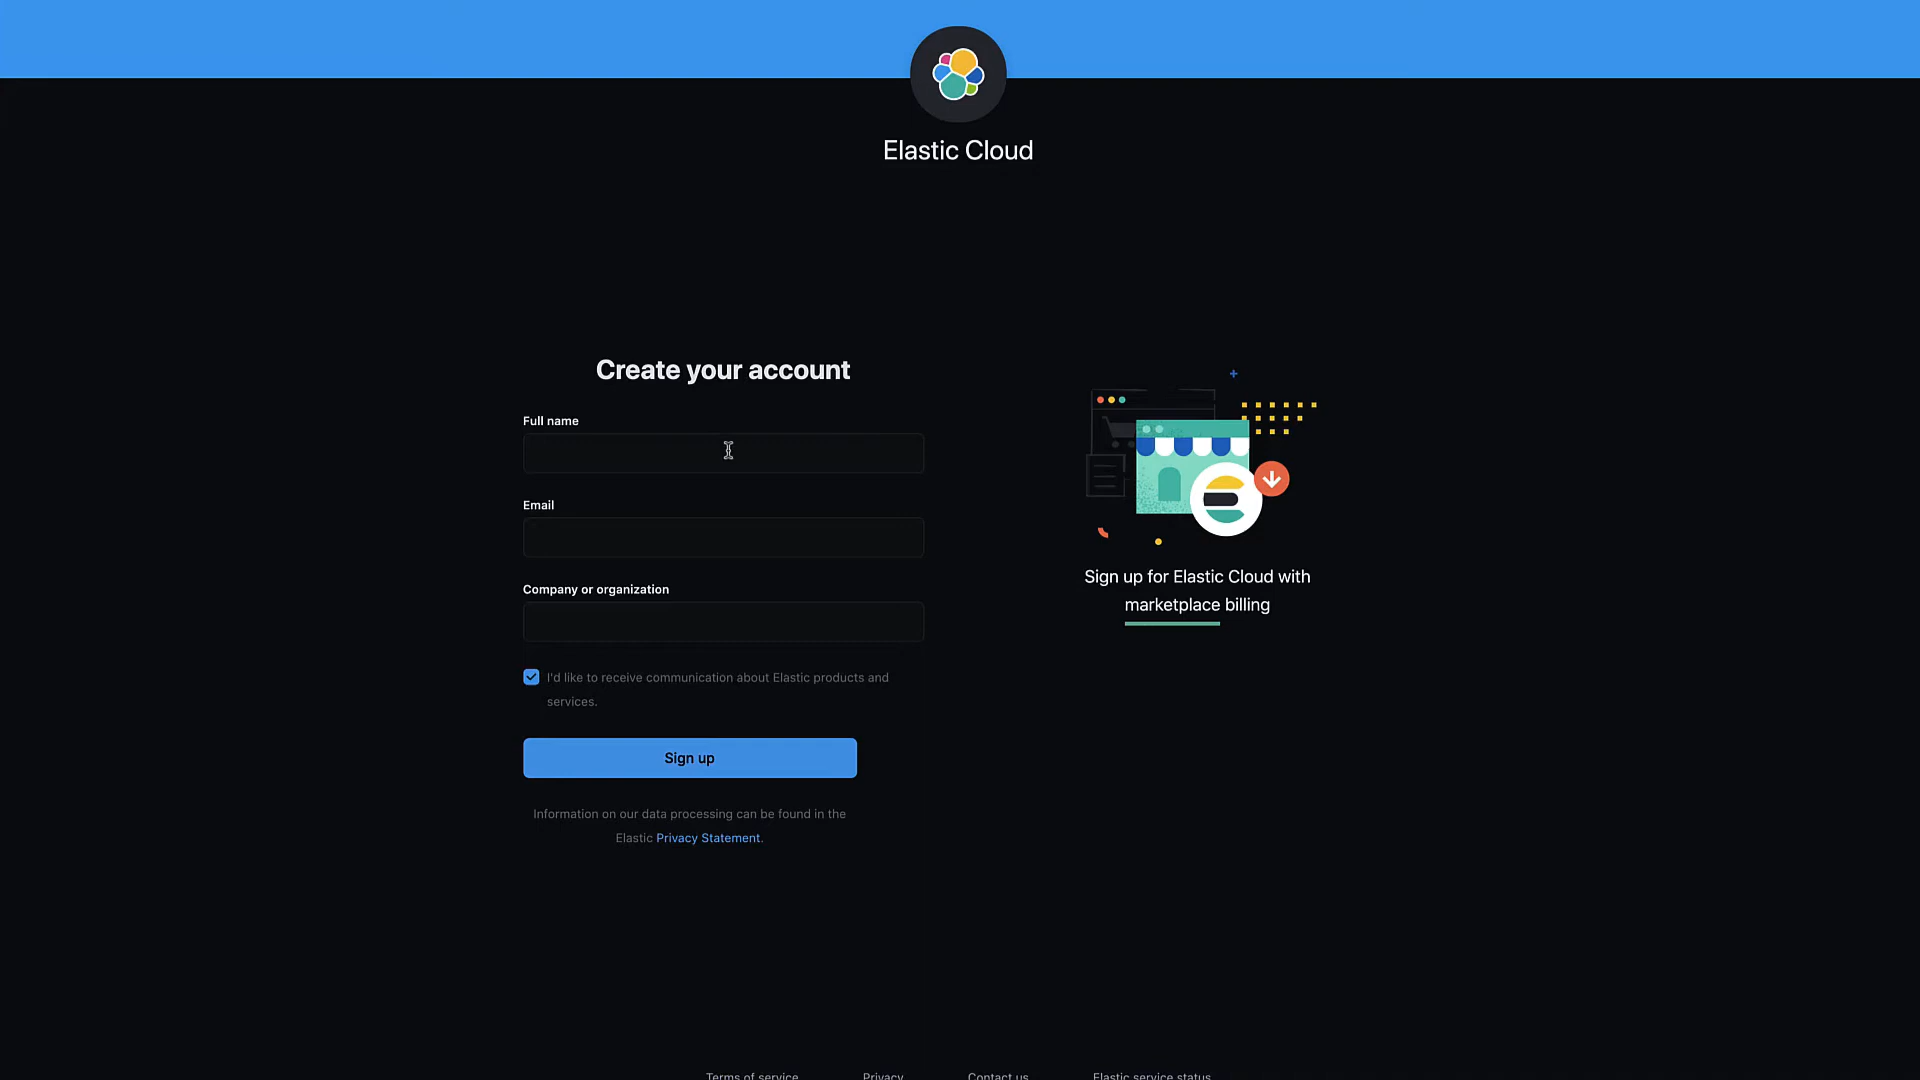 Elastic Cloud
Create your account
Full name
Email
Company or organization
I'd like to receive communication about Elastic products and
services.
Sign up
Information on our data processing can be found in the
Elastic Privacy Statement.
Sign up for Elastic Cloud with
marketplace billing
Terms of service
Privacy
Contact us
Elastic service status